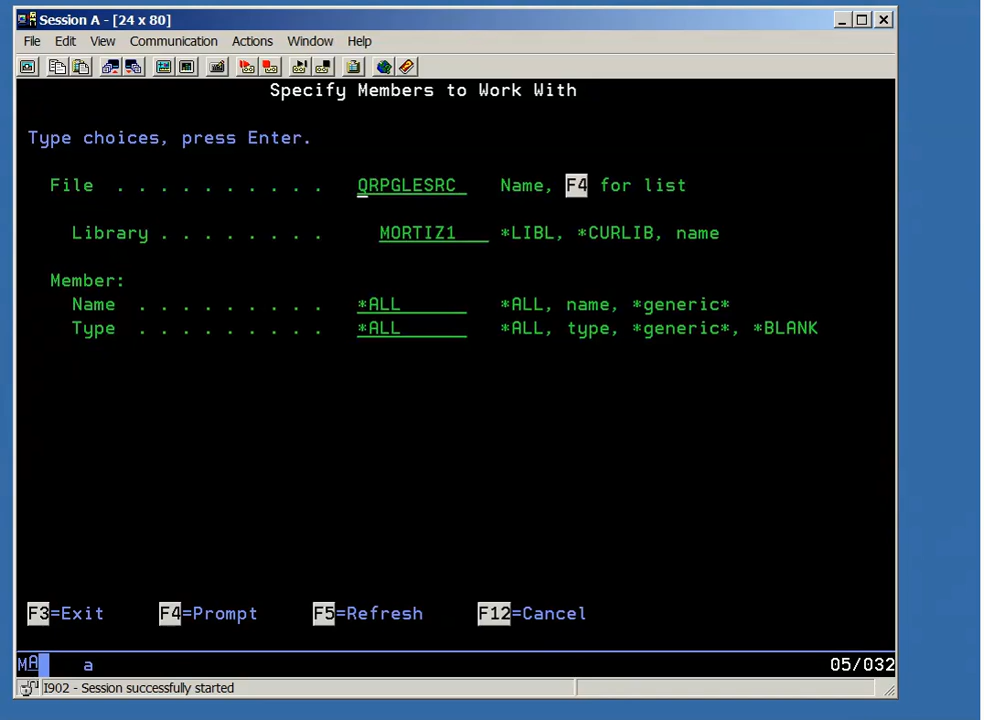 Session A - [24 x 80]
File Edit View Communication Actions Window Help
Specify Members to Work With
Type choices, press Enter.
File . . . . . . . . . . QRPGLESRC Name, F4 for list
Library . . . . . . . . MORTIZ1 *LIBL, *CURLIB, name
Member:
Name . . . . . . . . . *ALL *ALL, name, *generic*
Type . . . . . . . . . *ALL *ALL, type, *generic*, *BLANK
F3=Exit F4=Prompt F5=Refresh F12=Cancel
MA a 05/032
I902 - Session successfully started